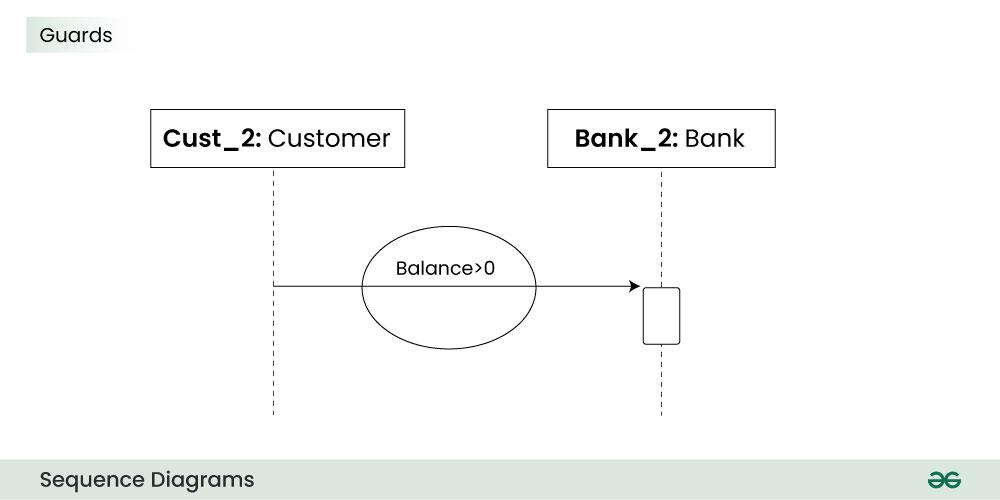 Guards
Cust_2: Customer
Bank_2: Bank
Balance>0
Sequence Diagrams